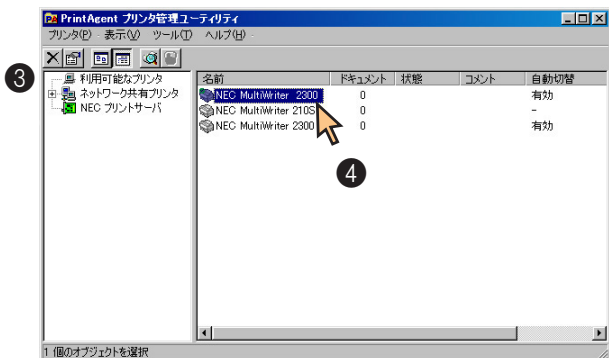 PrintAgent プリンタ管理ユーティリティ
プリンタ(P) 表示(V) ツール(T) ヘルプ(H)
❸
利用可能なプリンタ
ネットワーク共有プリンタ
NEC プリントサーバ
名前 ドキュメント 状態 コメント 自動切替
NEC MultiWriter 2300 0 有効
NEC MultiWriter 210S 0 -
NEC MultiWriter 2300 0 有効
❹
1 個のオブジェクトを選択